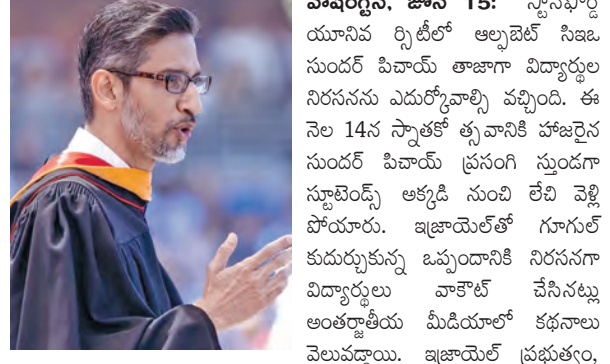 వాషింగ్టన్, జూన్ 15: స్టాన్‌ఫోర్డ్
యూనివ ర్సిటీలో ఆల్ఫబెట్ సిఇఒ
సుందర్ పిచాయ్ తాజాగా విద్యార్థుల
నిరసనను ఎదుర్కోవాల్సి వచ్చింది. ఈ
నెల 14న స్నాతకో త్సవానికి హాజరైన
సుందర్ పిచాయ్ ప్రసంగి స్తుండగా
స్టూటెండ్స్ అక్కడి నుంచి లేచి వెళ్లి
పోయారు. ఇజ్రాయెల్‌తో గూగుల్
కుదుర్చుకున్న ఒప్పందానికి నిరసనగా
విద్యార్థులు వాకౌట్ చేసినట్లు
అంతర్జాతీయ మీడియాలో కథనాలు
వెలువడ్డాయి. ఇజ్రాయెల్ ప్రభుత్వం,